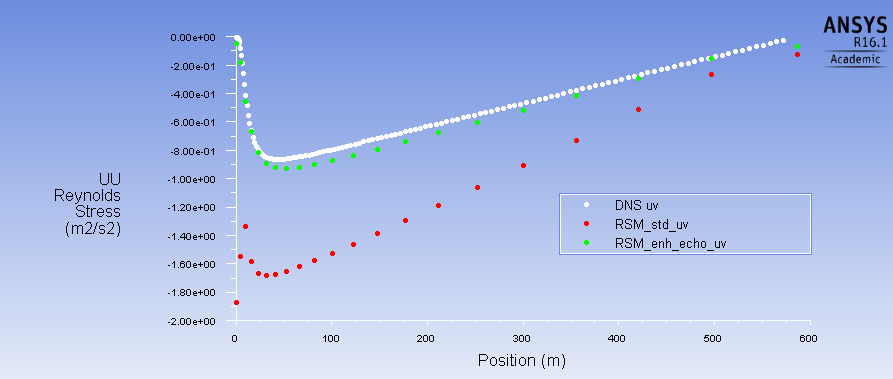 ANSYS
R16.1
Academic
0.00e+00
-2.00e-01
-4.00e-01
-6.00e-01
-8.00e-01
-1.00e+00
-1.20e+00
-1.40e+00
-1.60e+00
-1.80e+00
-2.00e+00
UU
Reynolds
Stress
(m2/s2)
DNS uv
RSM_std_uv
RSM_enh_echo_uv
0 100 200 300 400 500 600
Position (m)